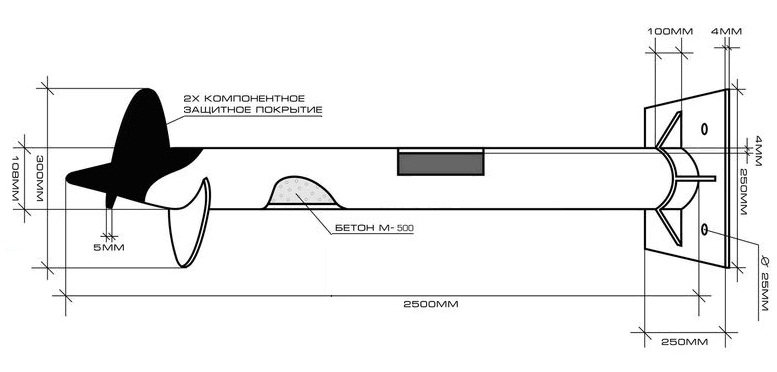 100ММ
4ММ
2Х КОМПОНЕНТНОЕ
ЗАЩИТНОЕ ПОКРЫТИЕ
108ММ
300ММ
4ММ
250ММ
5ММ
БЕТОН М-500
Ø 25ММ
2500ММ
250ММ